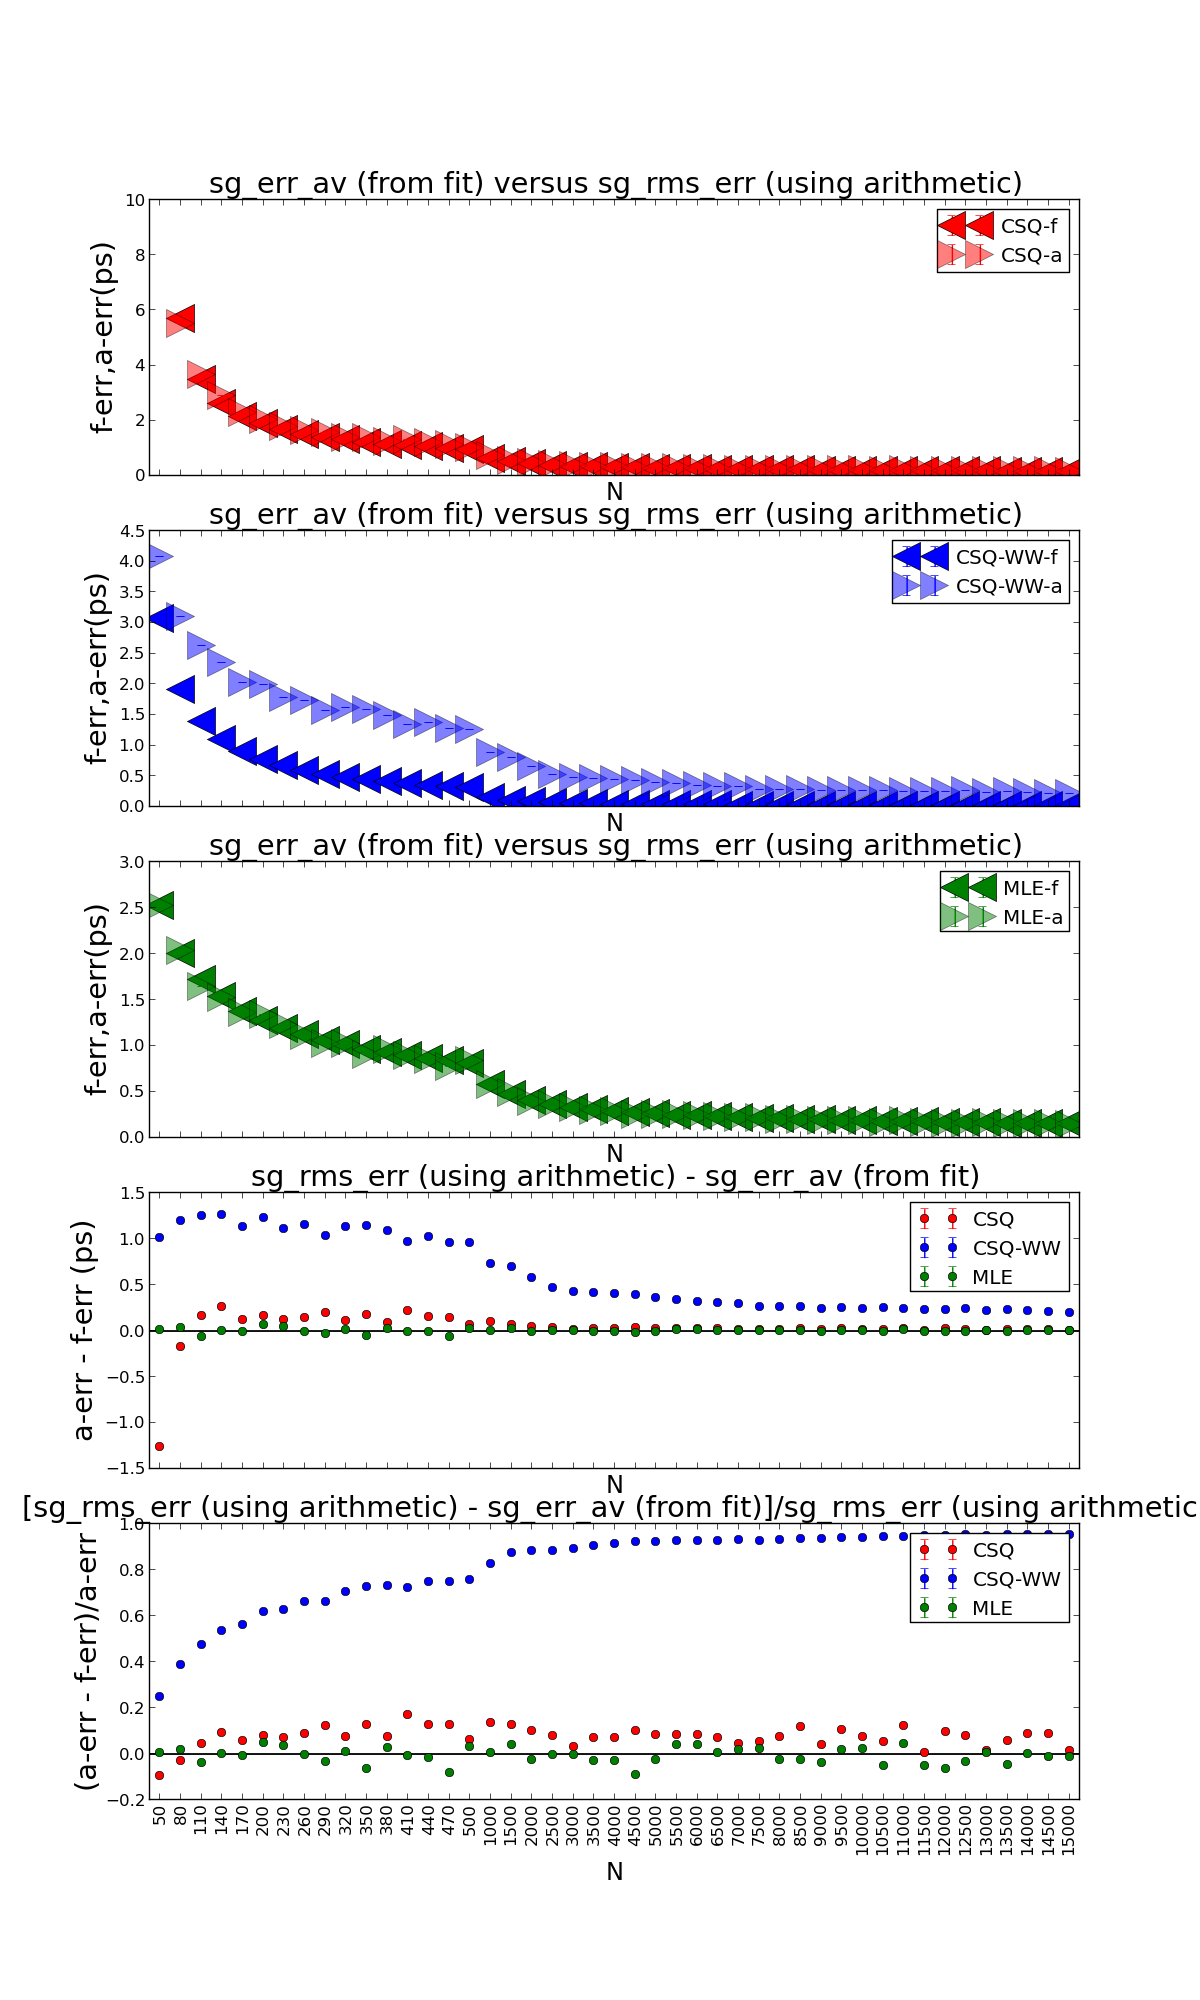 sg_err_av (from fit) versus sg_rms_err (using arithmetic)
10
8
6
4
2
0
f-err,a-err(ps)
CSQ-f
CSQ-a
N
sg_err_av (from fit) versus sg_rms_err (using arithmetic)
4.5
4.0
3.5
3.0
2.5
2.0
1.5
1.0
0.5
0.0
f-err,a-err(ps)
CSQ-WW-f
CSQ-WW-a
N
sg_err_av (from fit) versus sg_rms_err (using arithmetic)
3.0
2.5
2.0
1.5
1.0
0.5
0.0
f-err,a-err(ps)
MLE-f
MLE-a
N
sg_rms_err (using arithmetic) - sg_err_av (from fit)
1.5
1.0
0.5
0.0
−0.5
−1.0
−1.5
a-err - f-err (ps)
CSQ
CSQ-WW
MLE
N
[sg_rms_err (using arithmetic) - sg_err_av (from fit)]/sg_rms_err (using arithmetic
1.0
0.8
0.6
0.4
0.2
0.0
−0.2
(a-err - f-err)/a-err
CSQ
CSQ-WW
MLE
50 80 110 140 170 200 230 260 290 320 350 380 410 440 470 500 1000 1500 2000 2500 3000 3500 4000 4500 5000 5500 6000 6500 7000 7500 8000 8500 9000 9500 10000 10500 11000 11500 12000 12500 13000 13500 14000 14500 15000
N